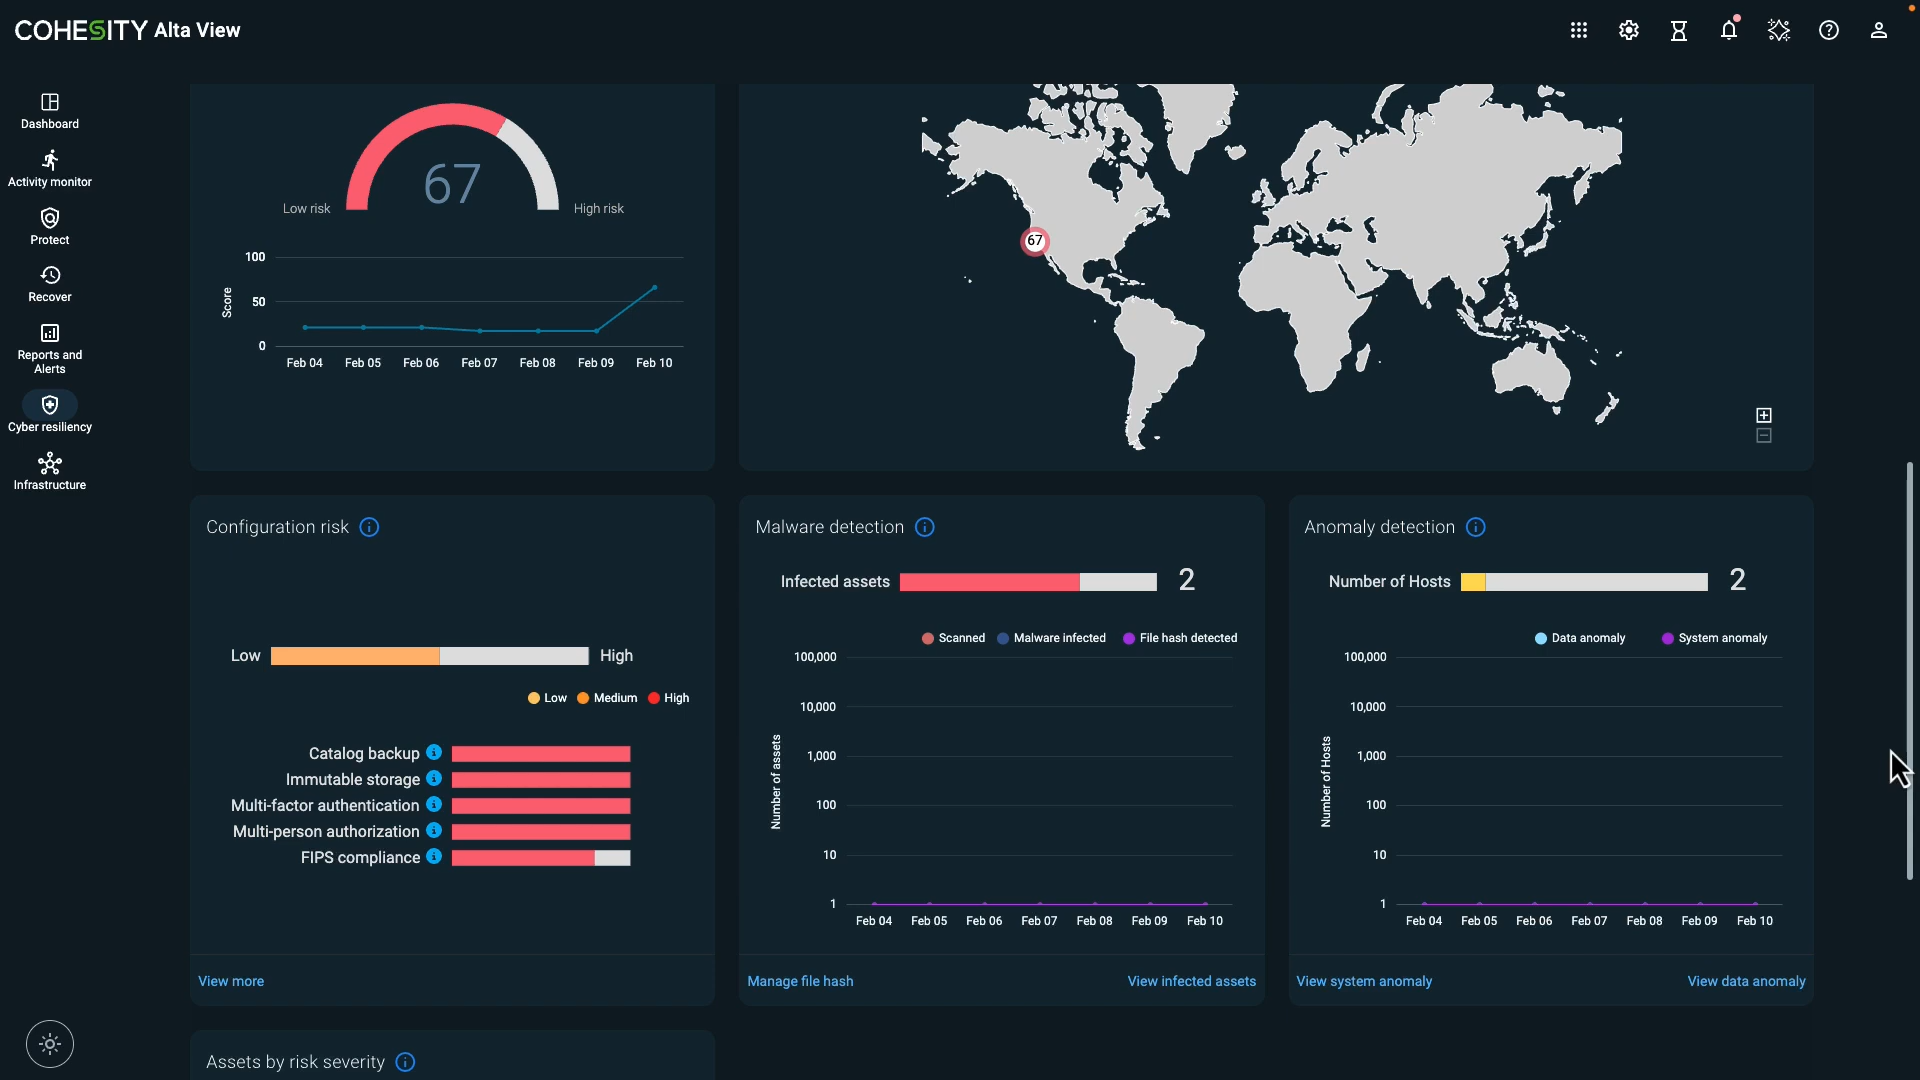 COHESITY Alta View
Dashboard
Activity monitor
Protect
Recover
Reports and
Alerts
Cyber resiliency
Infrastructure
67
Low risk
High risk
Score
100
50
0
Feb 04 Feb 05 Feb 06 Feb 07 Feb 08 Feb 09 Feb 10
67
Configuration risk
Low
High
Low Medium High
Catalog backup
Immutable storage
Multi-factor authentication
Multi-person authorization
FIPS compliance
View more
Malware detection
Infected assets 2
Scanned Malware infected File hash detected
Number of assets
100,000
10,000
1,000
100
10
1
Feb 04 Feb 05 Feb 06 Feb 07 Feb 08 Feb 09 Feb 10
Manage file hash
View infected assets
Anomaly detection
Number of Hosts 2
Data anomaly System anomaly
Number of Hosts
100,000
10,000
1,000
100
10
1
Feb 04 Feb 05 Feb 06 Feb 07 Feb 08 Feb 09 Feb 10
View system anomaly
View data anomaly
Assets by risk severity